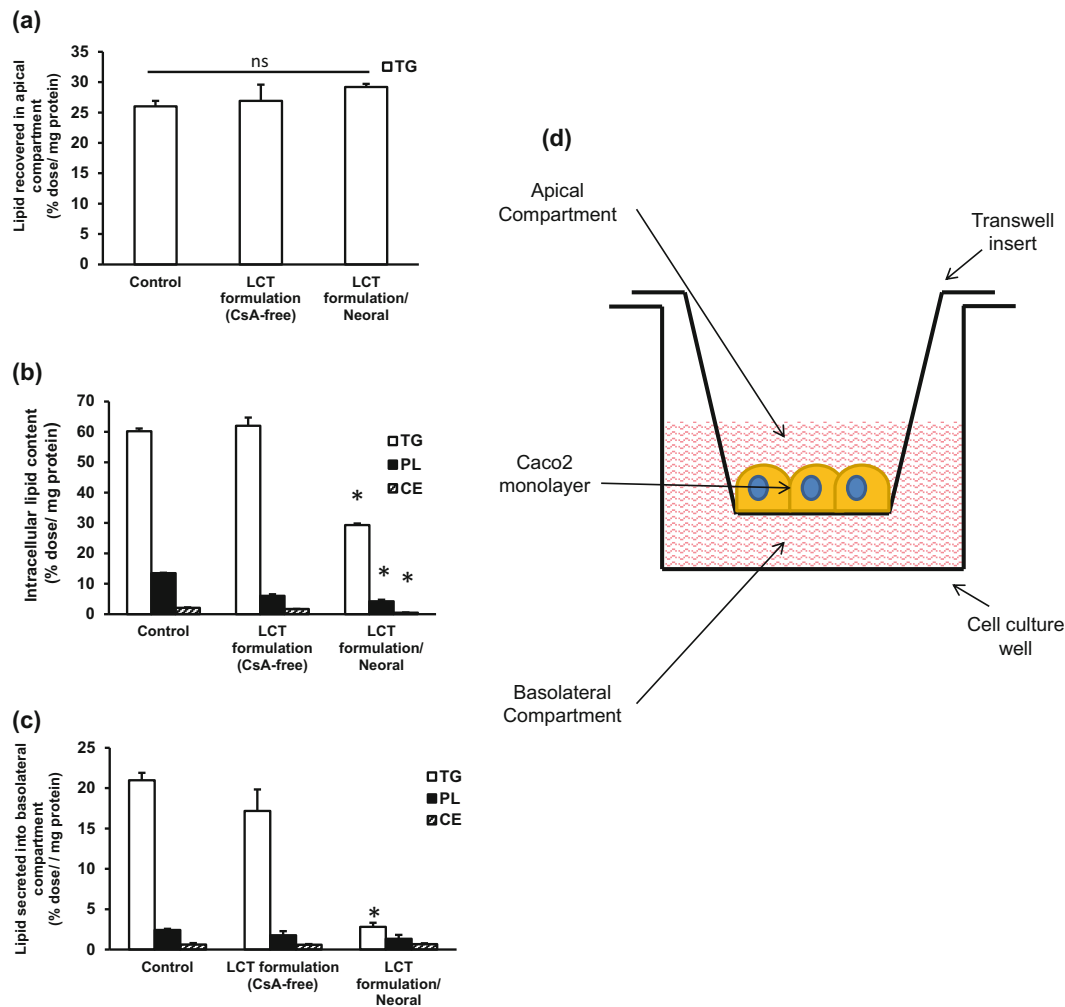 (a)
Lipid recovered in apical
compartment
(% dose/ mg protein)
35
30
25
20
15
10
5
0
ns
TG
Control
LCT
formulation
(CsA-free)
LCT
formulation/
Neoral
(b)
Intracellular lipid content
(% dose/ mg protein)
70
60
50
40
30
20
10
0
TG
PL
CE
*
*
*
Control
LCT
formulation
(CsA-free)
LCT
formulation/
Neoral
(c)
Lipid secreted into basolateral
compartment
(% dose/ / mg protein)
25
20
15
10
5
0
TG
PL
CE
*
Control
LCT formulation
(CsA-free)
LCT
formulation/
Neoral
(d)
Apical
Compartment
Transwell
insert
Caco2
monolayer
Cell culture
well
Basolateral
Compartment